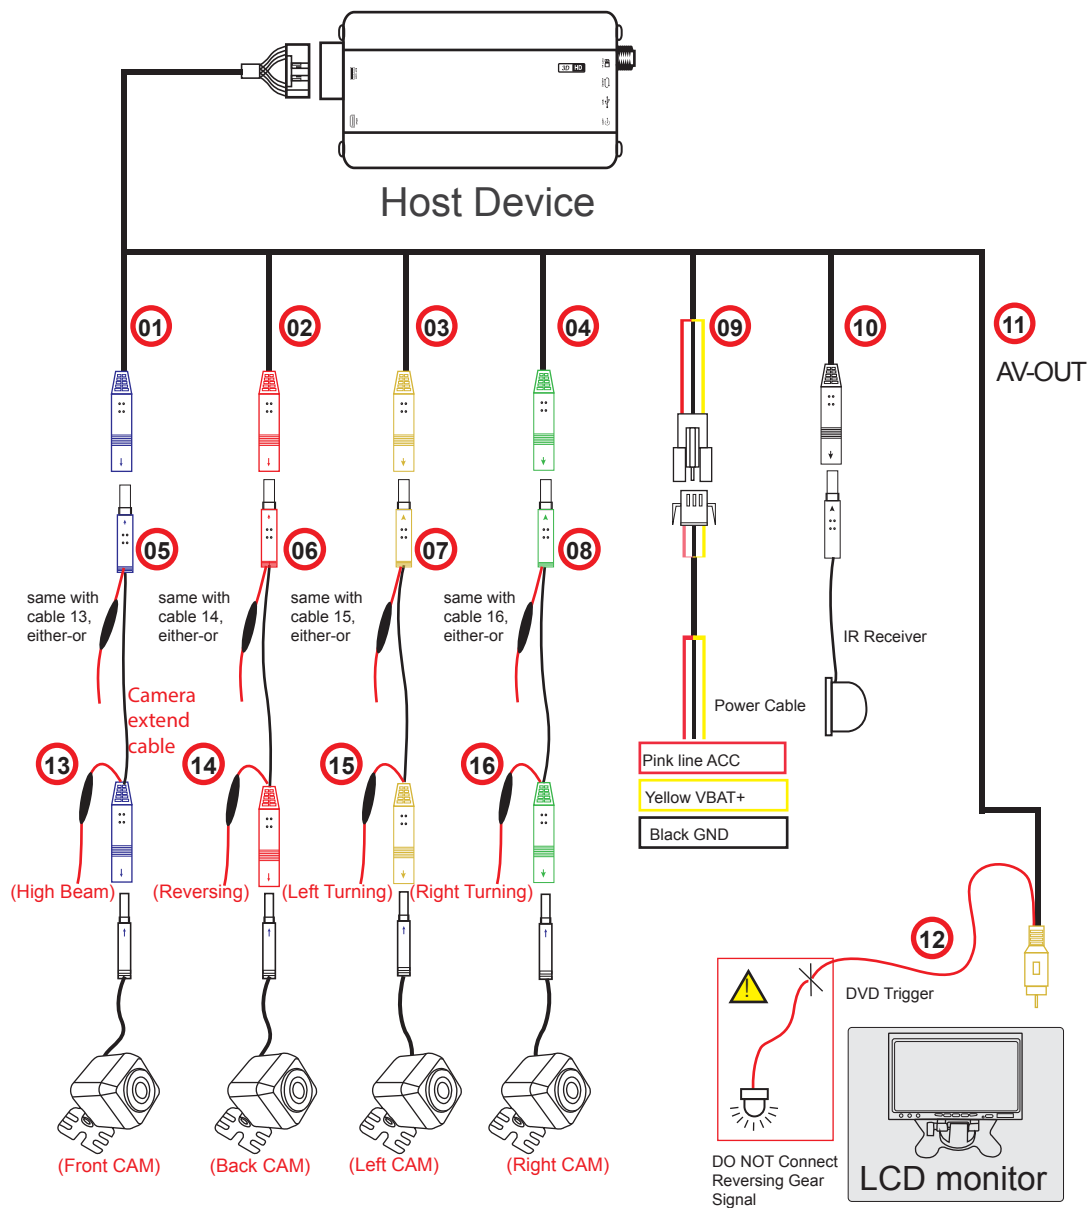 3D HD
Host Device
01
02
03
04
09
10
11
AV-OUT
05
06
07
08
same with
cable 13,
either-or
same with
cable 14,
either-or
same with
cable 15,
either-or
same with
cable 16,
either-or
IR Receiver
Camera
extend
cable
Power Cable
13
14
15
16
Pink line ACC
Yellow VBAT+
Black GND
(High Beam)
(Reversing)
(Left Turning)
(Right Turning)
12
DVD Trigger
(Front CAM)
(Back CAM)
(Left CAM)
(Right CAM)
!
DO NOT Connect
Reversing Gear
Signal
LCD monitor